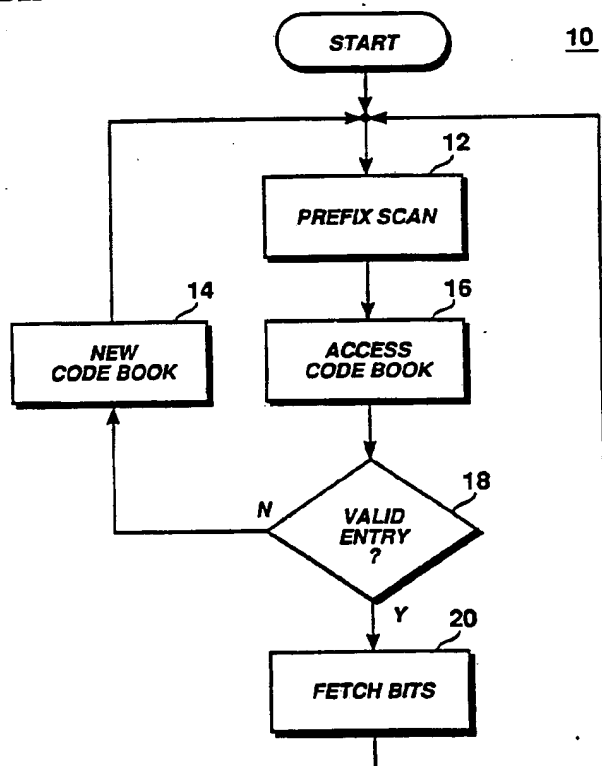 START
10
12
PREFIX SCAN
14
16
NEW
CODE BOOK
ACCESS
CODE BOOK
18
N
VALID
ENTRY
?
Y
20
FETCH BITS